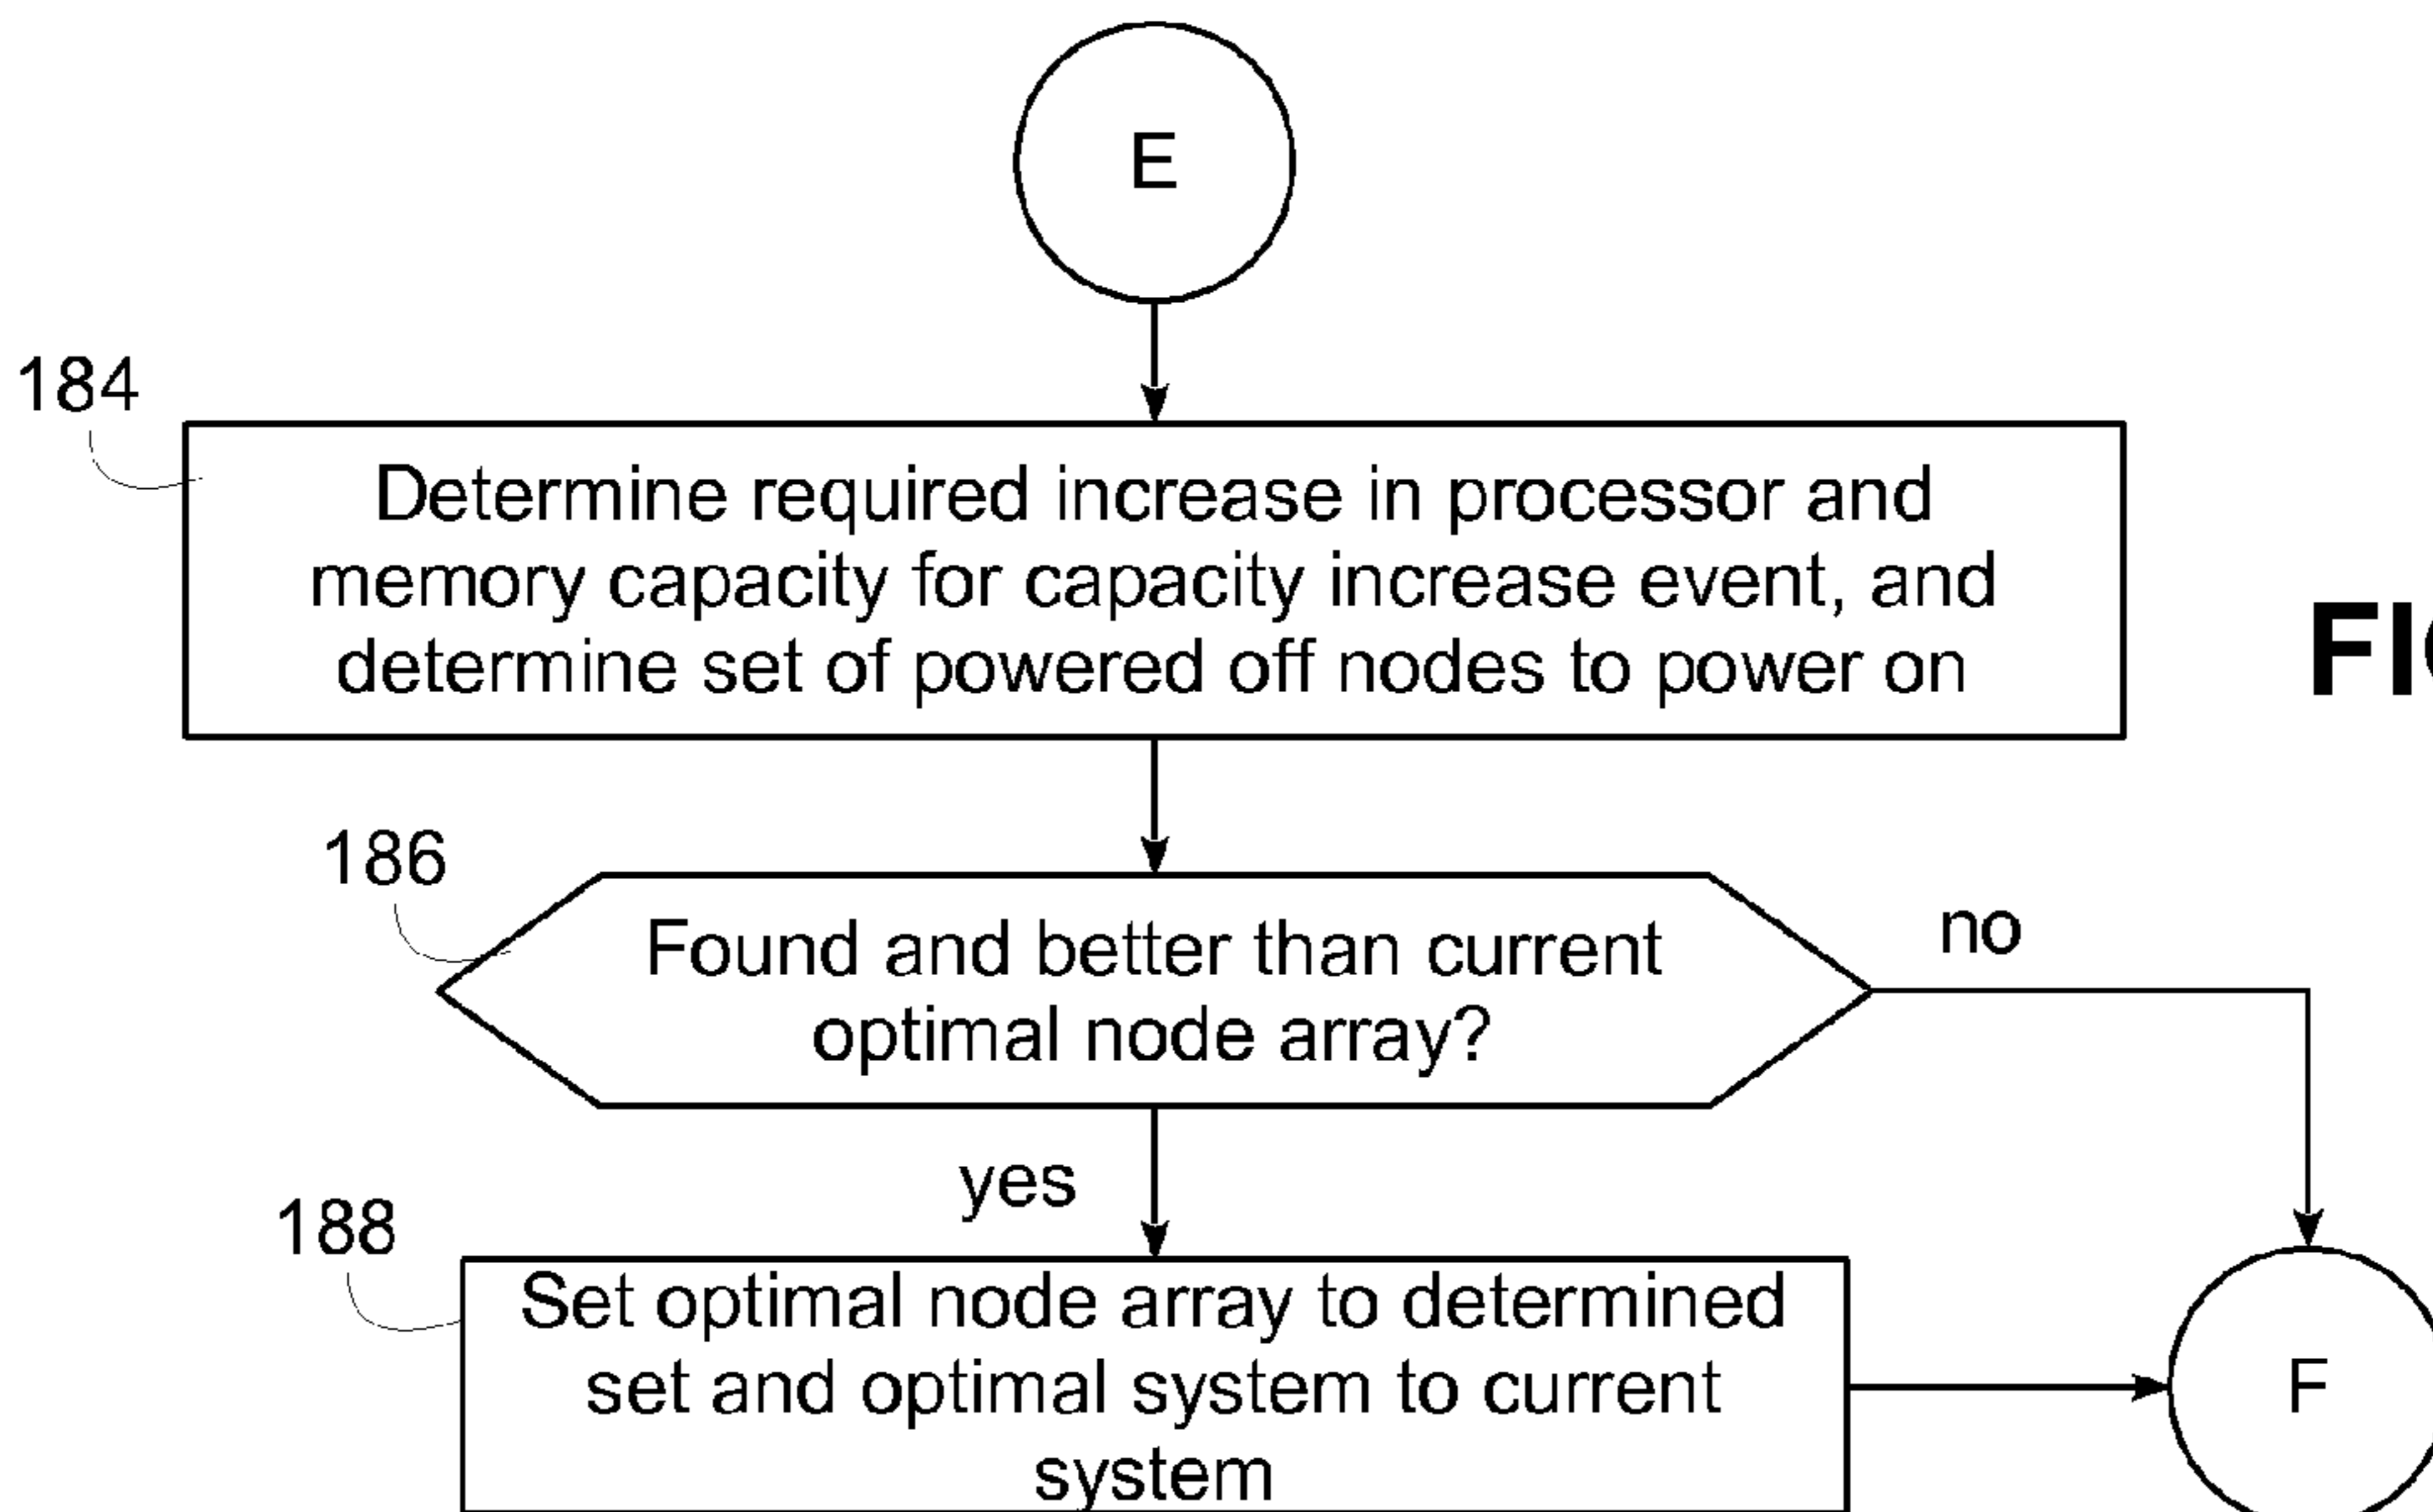 E
184
Determine required increase in processor and
memory capacity for capacity increase event, and
determine set of powered off nodes to power on
186
Found and better than current
optimal node array?
no
yes
188
Set optimal node array to determined
set and optimal system to current
system
F